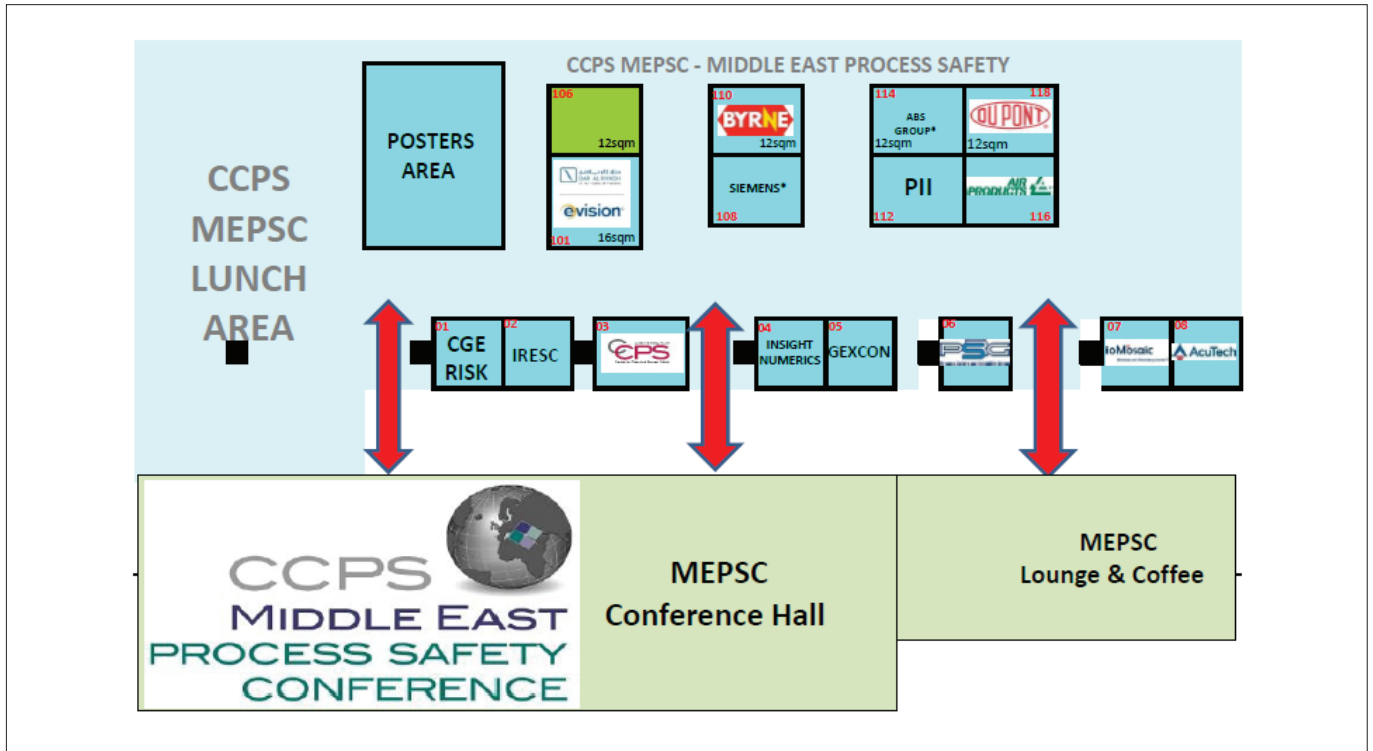 CCPS MEPSC - MIDDLE EAST PROCESS SAFETY
CCPS
MEPSC
LUNCH
AREA
POSTERS
AREA
106
12sqm
evision
101
16sqm
110
BYRNE
12sqm
SIEMENS*
108
114
ABS
GROUP*
12sqm
118
DU PONT
12sqm
PII
112
AIR
PRODUCTS
116
01
CGE
RISK
02
IRESC
03
CCPS
04
INSIGHT
NUMERICS
05
GEXCON
06
PSG
07
ioMosaic
08
AcuTech
CCPS
MIDDLE EAST
PROCESS SAFETY
CONFERENCE
MEPSC
Conference Hall
MEPSC
Lounge & Coffee